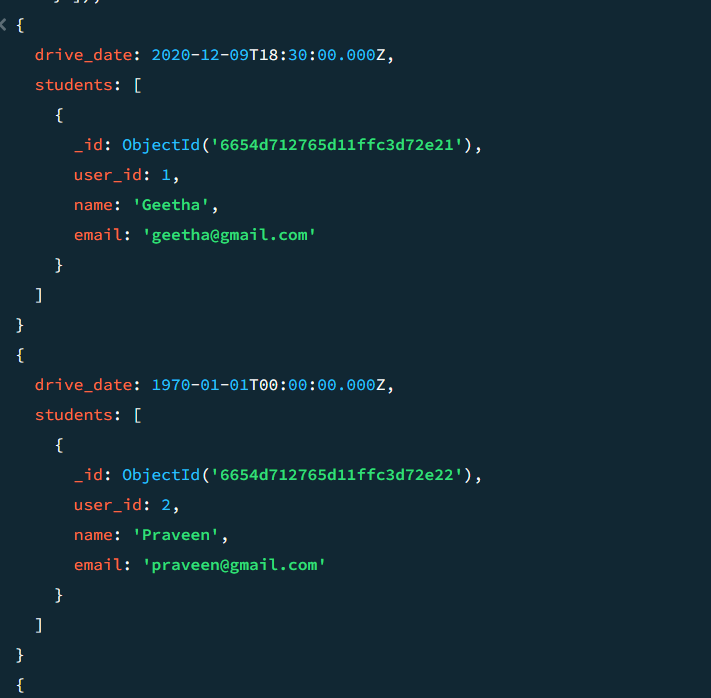 {
drive_date: 2020-12-09T18:30:00.000Z,
students: [
{
_id: ObjectId('6654d712765d11ffc3d72e21'),
user_id: 1,
name: 'Geetha',
email: 'geetha@gmail.com'
}
]
}
{
drive_date: 1970-01-01T00:00:00.000Z,
students: [
{
_id: ObjectId('6654d712765d11ffc3d72e22'),
user_id: 2,
name: 'Praveen',
email: 'praveen@gmail.com'
}
]
}
{